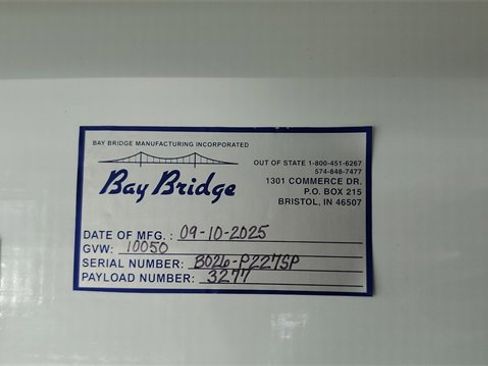 BAY BRIDGE MANUFACTURING INCORPORATED
Bay Bridge
OUT OF STATE 1-800-451-6267
574-848-7477
1301 COMMERCE DR.
P.O. BOX 215
BRISTOL, IN 46507
DATE OF MFG.: 09-10-2025
GVW: 10050
SERIAL NUMBER: B026-P2275P
PAYLOAD NUMBER: 3277